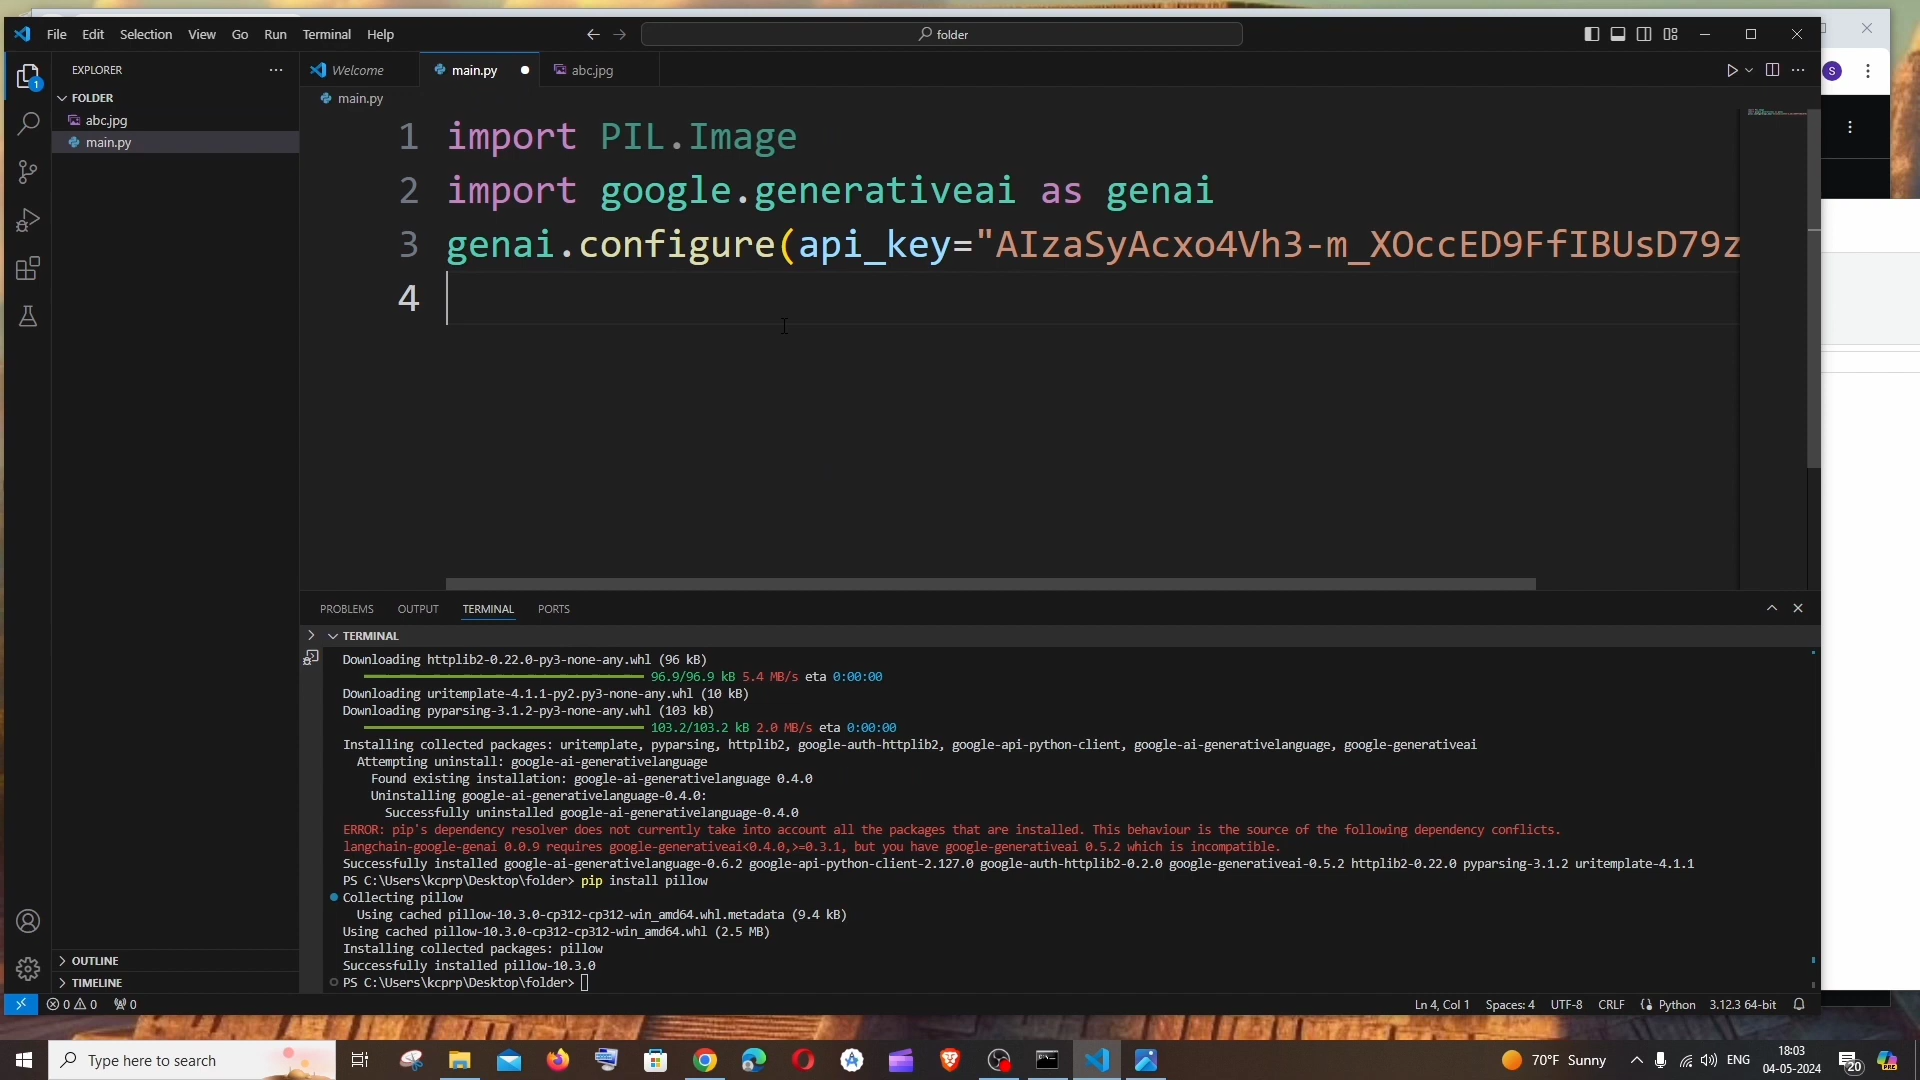 File Edit Selection View Go Run Terminal Help
folder
EXPLORER
Welcome
main.py
abc.jpg
S
FOLDER
main.py
abc.jpg
main.py
1 import PIL.Image
2 import google.generativeai as genai
3 genai.configure(api_key="AIzaSyAcxo4Vh3-m_XOccED9FfIBUsD79z
4
PROBLEMS OUTPUT TERMINAL PORTS
TERMINAL
Downloading httplib2-0.22.0-py3-none-any.whl (96 kB)
96.9/96.9 kB 5.4 MB/s eta 0:00:00
Downloading uritemplate-4.1.1-py2.py3-none-any.whl (10 kB)
Downloading pyparsing-3.1.2-py3-none-any.whl (103 kB)
103.2/103.2 kB 2.0 MB/s eta 0:00:00
Installing collected packages: uritemplate, pyparsing, httplib2, google-auth-httplib2, google-api-python-client, google-ai-generativelanguage, google-generativeai
Attempting uninstall: google-ai-generativelanguage
Found existing installation: google-ai-generativelanguage 0.4.0
Uninstalling google-ai-generativelanguage-0.4.0:
Successfully uninstalled google-ai-generativelanguage-0.4.0
ERROR: pip's dependency resolver does not currently take into account all the packages that are installed. This behaviour is the source of the following dependency conflicts.
langchain-google-genai 0.0.9 requires google-generativeai<0.4.0,>=0.3.1, but you have google-generativeai 0.5.2 which is incompatible.
Successfully installed google-ai-generativelanguage-0.6.2 google-api-python-client-2.127.0 google-auth-httplib2-0.2.0 google-generativeai-0.5.2 httplib2-0.22.0 pyparsing-3.1.2 uritemplate-4.1.1
PS C:\Users\kcprp\Desktop\folder> pip install pillow
Collecting pillow
Using cached pillow-10.3.0-cp312-cp312-win_amd64.whl.metadata (9.4 kB)
Using cached pillow-10.3.0-cp312-cp312-win_amd64.whl (2.5 MB)
Installing collected packages: pillow
Successfully installed pillow-10.3.0
PS C:\Users\kcprp\Desktop\folder>
OUTLINE
TIMELINE
0 0 0
Ln 4, Col 1 Spaces: 4 UTF-8 CRLF Python 3.12.3 64-bit
Type here to search
70°F Sunny
ENG
18:03
04-05-2024
20